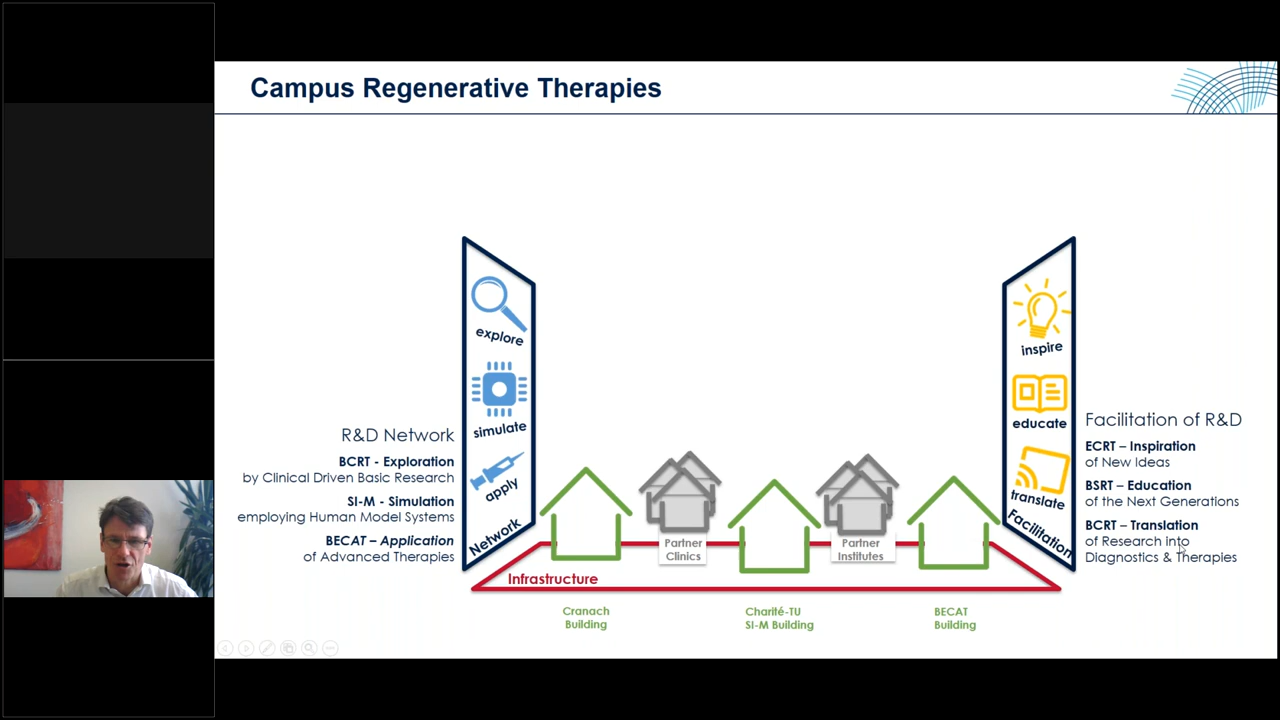 Campus Regenerative Therapies
explore
simulate
apply
Network
R&D Network
BCRT - Exploration
by Clinical Driven Basic Research
SI-M - Simulation
employing Human Model Systems
BECAT – Application
of Advanced Therapies
inspire
educate
translate
Facilitation
Facilitation of R&D
ECRT – Inspiration
of New Ideas
BSRT – Education
of the Next Generations
BCRT – Translation
of Research into
Diagnostics & Therapies
Partner
Clinics
Partner
Institutes
Infrastructure
Cranach
Building
Charité-TU
SI-M Building
BECAT
Building